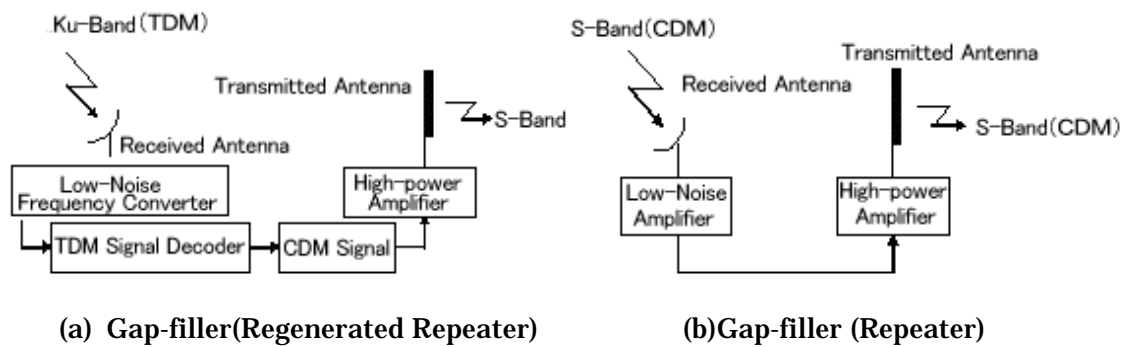 Ku-Band(TDM)
Transmitted Antenna
S-Band
Received Antenna
Low-Noise
Frequency Converter
High-power
Amplifier
TDM Signal Decoder
CDM Signal
(a) Gap-filler(Regenerated Repeater)
S-Band(CDM)
Transmitted Antenna
Received Antenna
S-Band(CDM)
Low-Noise
Amplifier
High-power
Amplifier
(b)Gap-filler (Repeater)